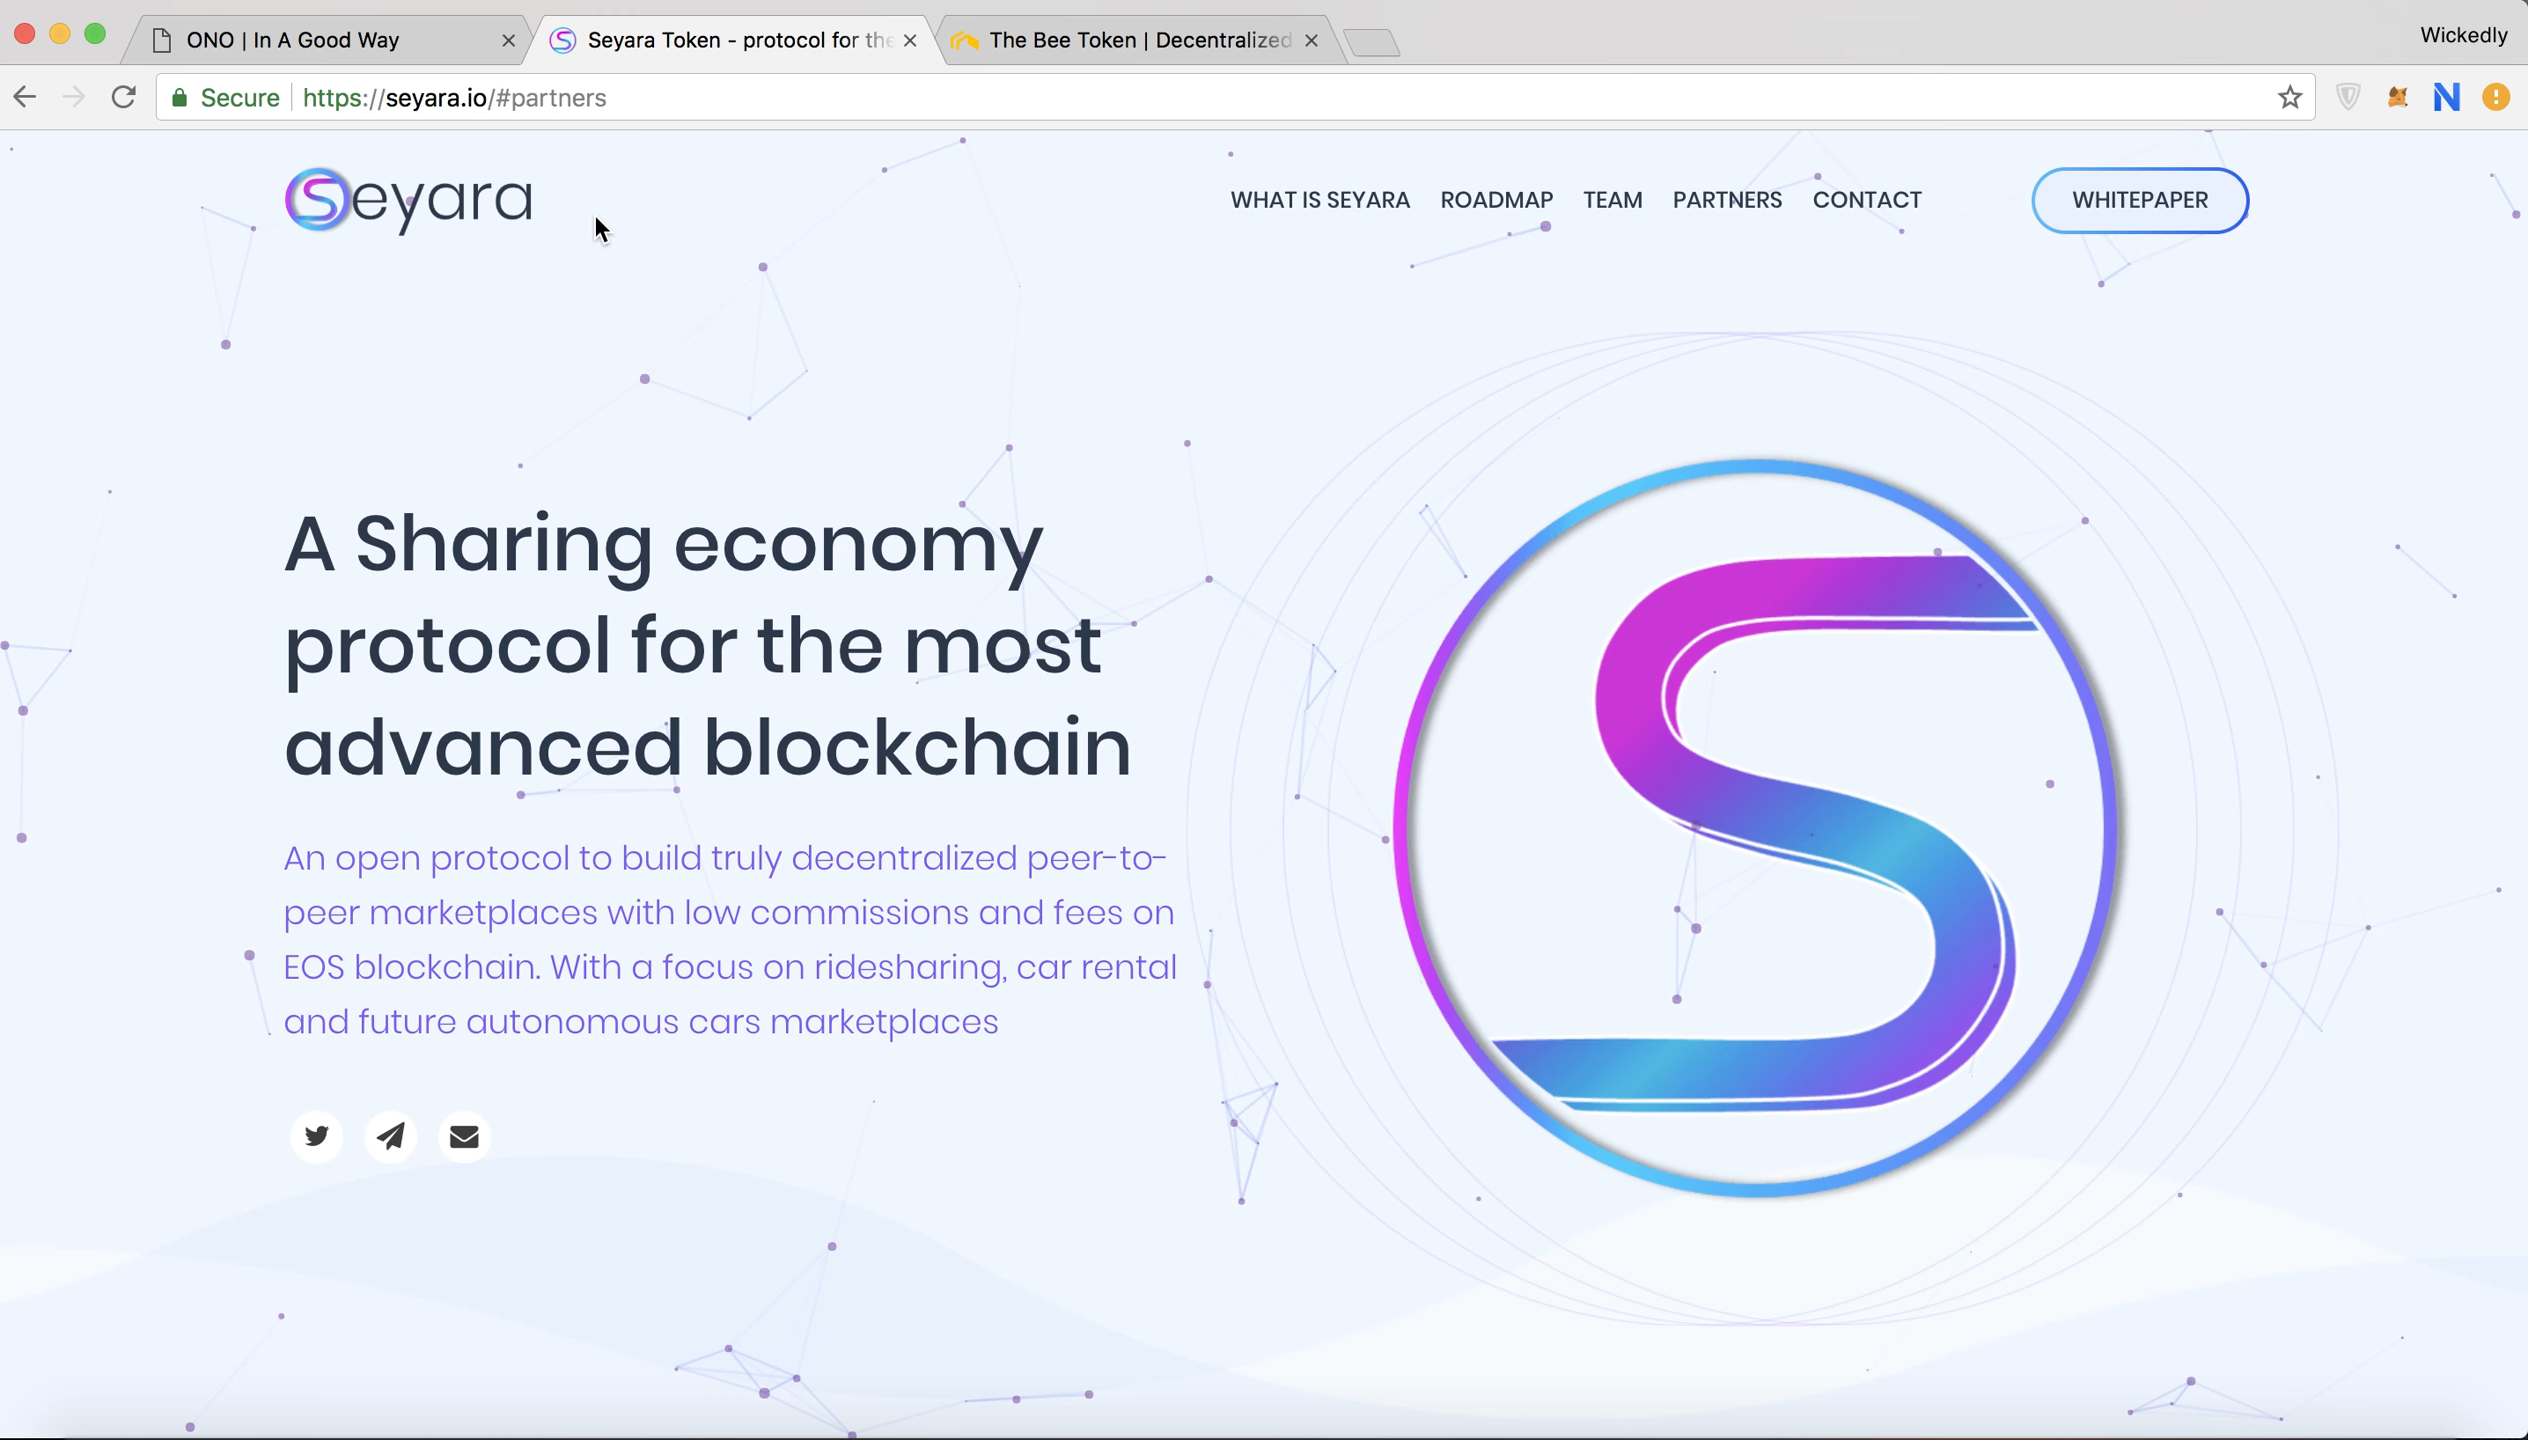 ONO | In A Good Way
Seyara Token - protocol for the
The Bee Token | Decentralized
Wickedly
Secure https://seyara.io/#partners
Seyara
WHAT IS SEYARA ROADMAP TEAM PARTNERS CONTACT WHITEPAPER
A Sharing economy
protocol for the most
advanced blockchain
An open protocol to build truly decentralized peer-to-
peer marketplaces with low commissions and fees on
EOS blockchain. With a focus on ridesharing, car rental
and future autonomous cars marketplaces